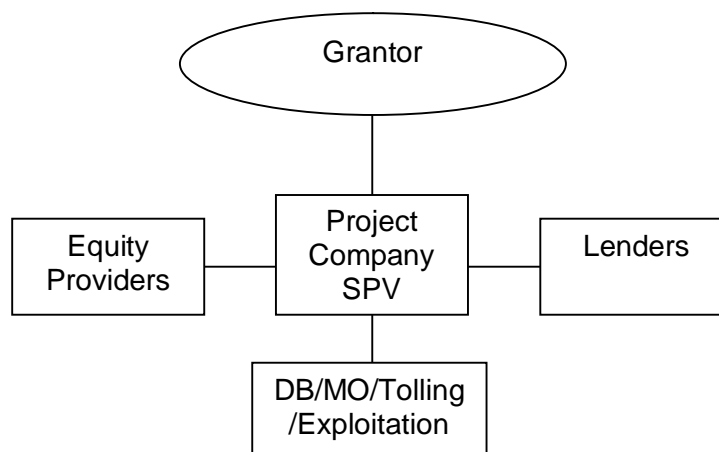 Grantor
Equity
Providers
Project
Company
SPV
Lenders
DB/MO/Tolling
/Exploitation